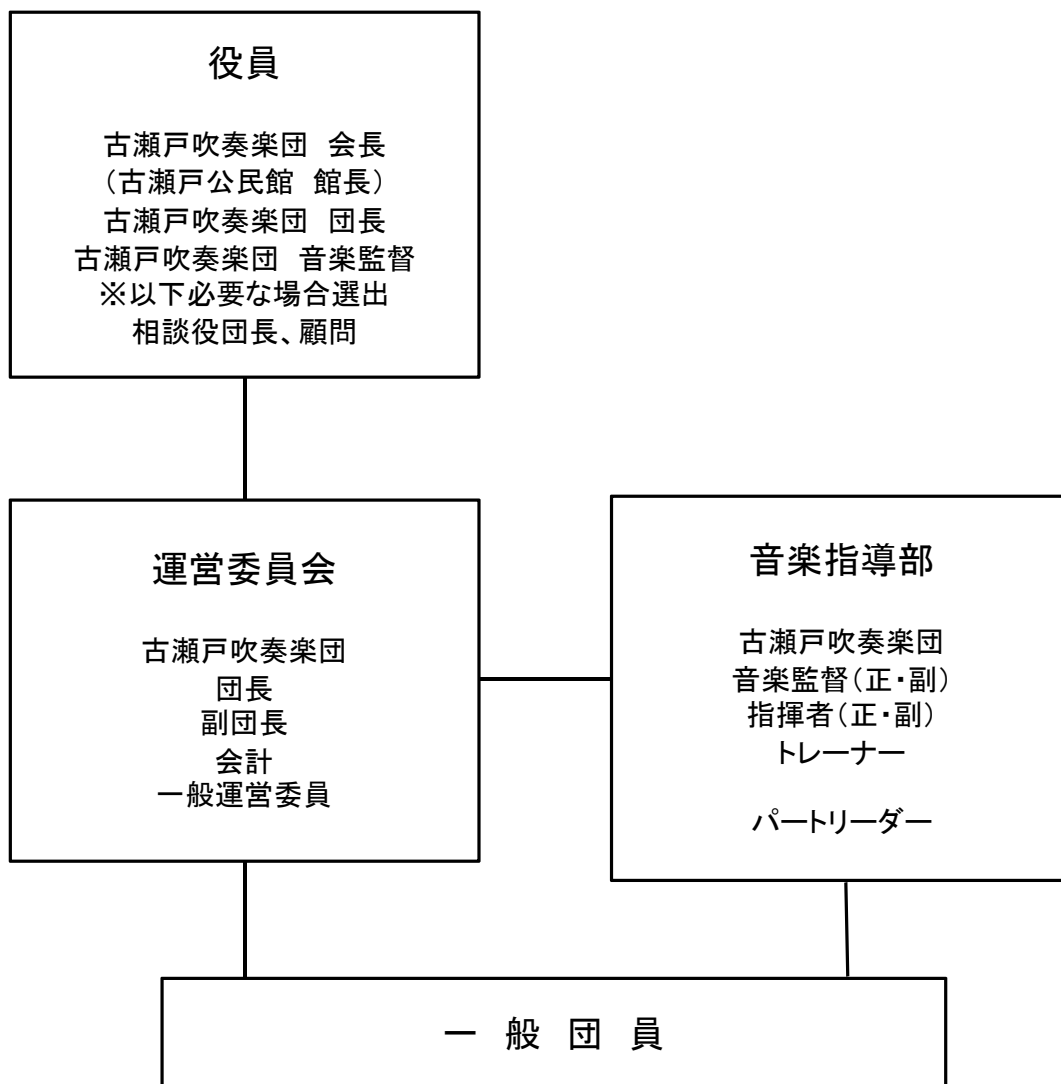 役員
古瀬戸吹奏楽団　会長
（古瀬戸公民館　館長）
古瀬戸吹奏楽団　団長
古瀬戸吹奏楽団　音楽監督
※以下必要な場合選出
相談役団長、顧問
運営委員会
古瀬戸吹奏楽団
団長
副団長
会計
一般運営委員
音楽指導部
古瀬戸吹奏楽団
音楽監督（正・副）
指揮者（正・副）
トレーナー
パートリーダー
一　般　団　員